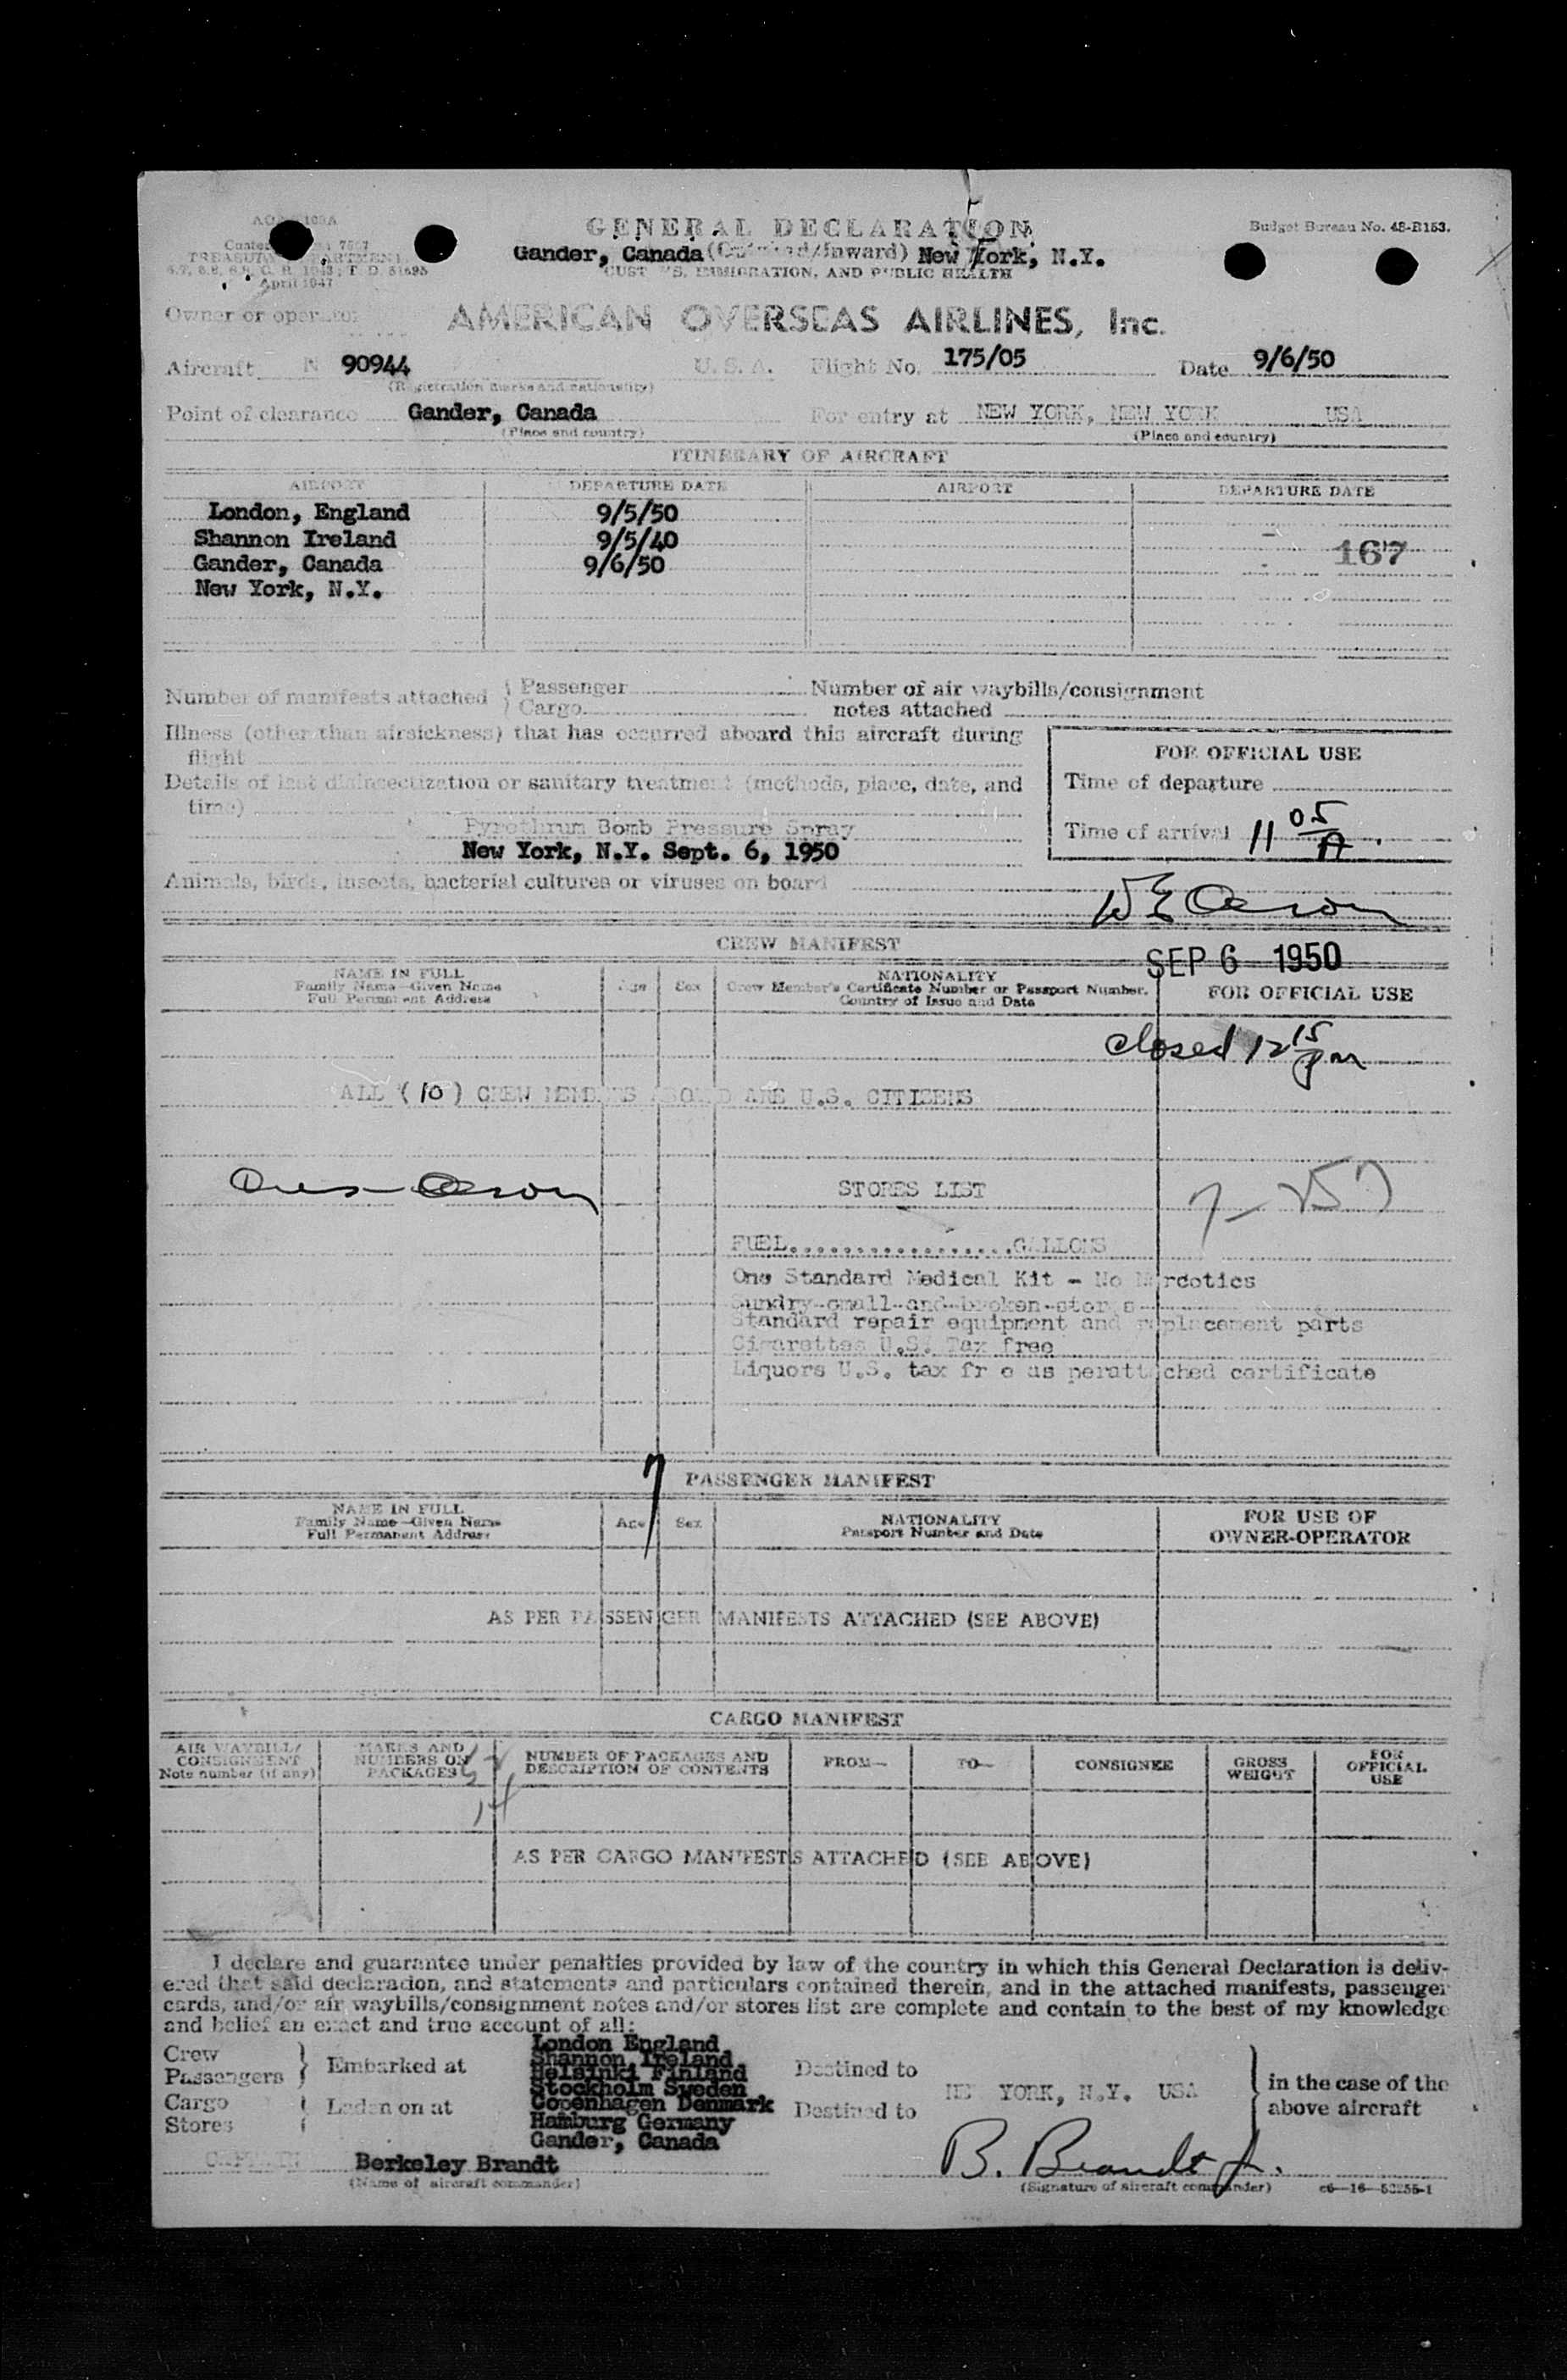 GENERAL DECLARATION
Budget Bureau No. 48-R153.
Gander, Canada (Outward/Inward) New York, N.Y.
TREASURY DEPARTMENT
CUSTOMS, IMMIGRATION, AND PUBLIC HEALTH
April 1947
Owner or operator
AMERICAN OVERSEAS AIRLINES, Inc.
Aircraft N 90944 U. S. A. Flight No. 175/05 Date 9/6/50
(Registration marks and nationality)
Point of clearance Gander, Canada For entry at NEW YORK, NEW YORK USA
(Place and country) (Place and country)
ITINERARY OF AIRCRAFT
AIRPORT DEPARTURE DATE AIRPORT DEPARTURE DATE
London, England 9/5/50
Shannon Ireland 9/5/40
167
Gander, Canada 9/6/50
New York, N.Y.
Number of manifests attached { Passenger Number of air waybills/consignment
Cargo notes attached
Illness (other than airsickness) that has occurred aboard this aircraft during
flight
FOR OFFICIAL USE
Details of last disinsectization or sanitary treatment (methods, place, date, and
time)
Time of departure
Pyrethrum Bomb Pressure Spray
Time of arrival 11 05 A
New York, N.Y. Sept. 6, 1950
Animals, birds, insects, bacterial cultures or viruses on board
CREW MANIFEST
SEP 6 1950
NAME IN FULL
Family Name—Given Name
Full Permanent Address
Age Sex
NATIONALITY
Crew Member's Certificate Number or Passport Number.
Country of Issue and Date
FOR OFFICIAL USE
closed 12 15 pm
ALL (10) CREW MEMBERS ABOARD ARE U.S. CITIZENS
STORES LIST
FUEL..................GALLONS
One Standard Medical Kit - No Narcotics
Sundry-small-and-broken-stores
Standard repair equipment and replacement parts
Cigarettes U.S. Tax free
Liquors U.S. tax fr e as perattached certificate
7
PASSENGER MANIFEST
NAME IN FULL
Family Name—Given Name
Full Permanent Address
Age Sex
NATIONALITY
Passport Number and Date
FOR USE OF
OWNER-OPERATOR
AS PER PASSENGER MANIFESTS ATTACHED (SEE ABOVE)
CARGO MANIFEST
AIR WAYBILL/
CONSIGNMENT
Note number (if any)
MARKS AND
NUMBERS ON
PACKAGES
NUMBER OF PACKAGES AND
DESCRIPTION OF CONTENTS
FROM—
TO—
CONSIGNEE
GROSS
WEIGHT
FOR
OFFICIAL
USE
AS PER CARGO MANIFESTS ATTACHED (SEE ABOVE)
I declare and guarantee under penalties provided by law of the country in which this General Declaration is deliv-
ered that said declaration, and statements and particulars contained therein, and in the attached manifests, passenger
cards, and/or air waybills/consignment notes and/or stores list are complete and contain to the best of my knowledge
and belief an exact and true account of all:
London England
Shannon Ireland
Helsinki Finland
Stockholm Sweden
Copenhagen Denmark
Hamburg Germany
Gander, Canada
Crew
Passengers } Embarked at Destined to
Cargo
Stores { Laden on at Destined to
NEW YORK, N.Y. USA
in the case of the
above aircraft
CAPTAIN Berkeley Brandt B. Brandt Jr.
(Name of aircraft commander) (Signature of aircraft commander)